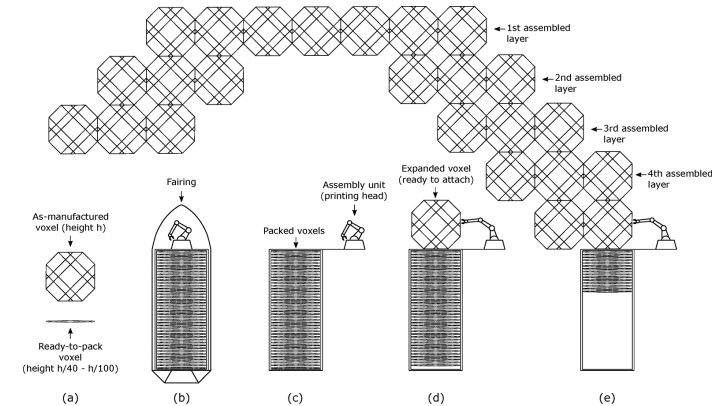 1st assembled
layer
2nd assembled
layer
3rd assembled
layer
4th assembled
layer
Fairing
Assembly unit
(printing head)
Expanded voxel
(ready to attach)
As-manufactured
voxel (height h)
Packed voxels
Ready-to-pack
voxel
(height h/40 - h/100)
(a)
(b)
(c)
(d)
(e)